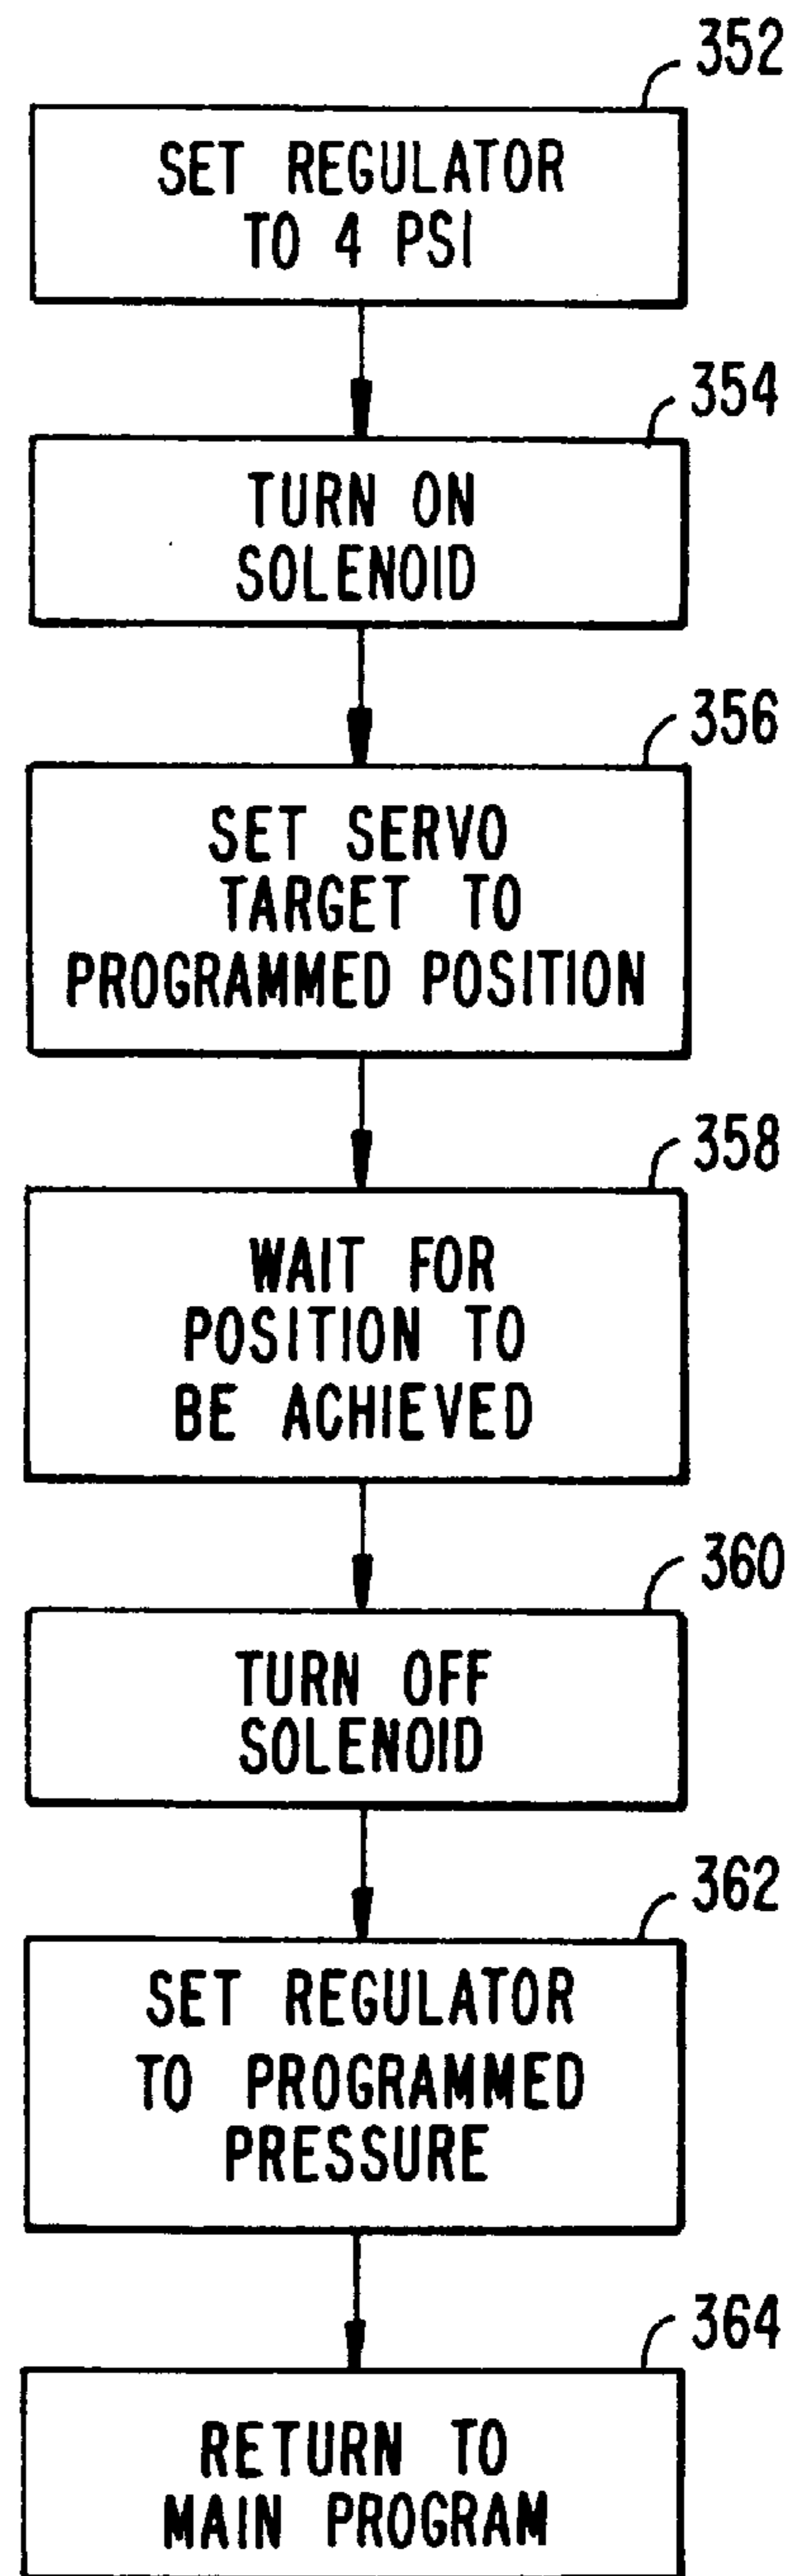 352
SET REGULATOR
TO 4 PSI
354
TURN ON
SOLENOID
356
SET SERVO
TARGET TO
PROGRAMMED POSITION
358
WAIT FOR
POSITION TO
BE ACHIEVED
360
TURN OFF
SOLENOID
362
SET REGULATOR
TO PROGRAMMED
PRESSURE
364
RETURN TO
MAIN PROGRAM